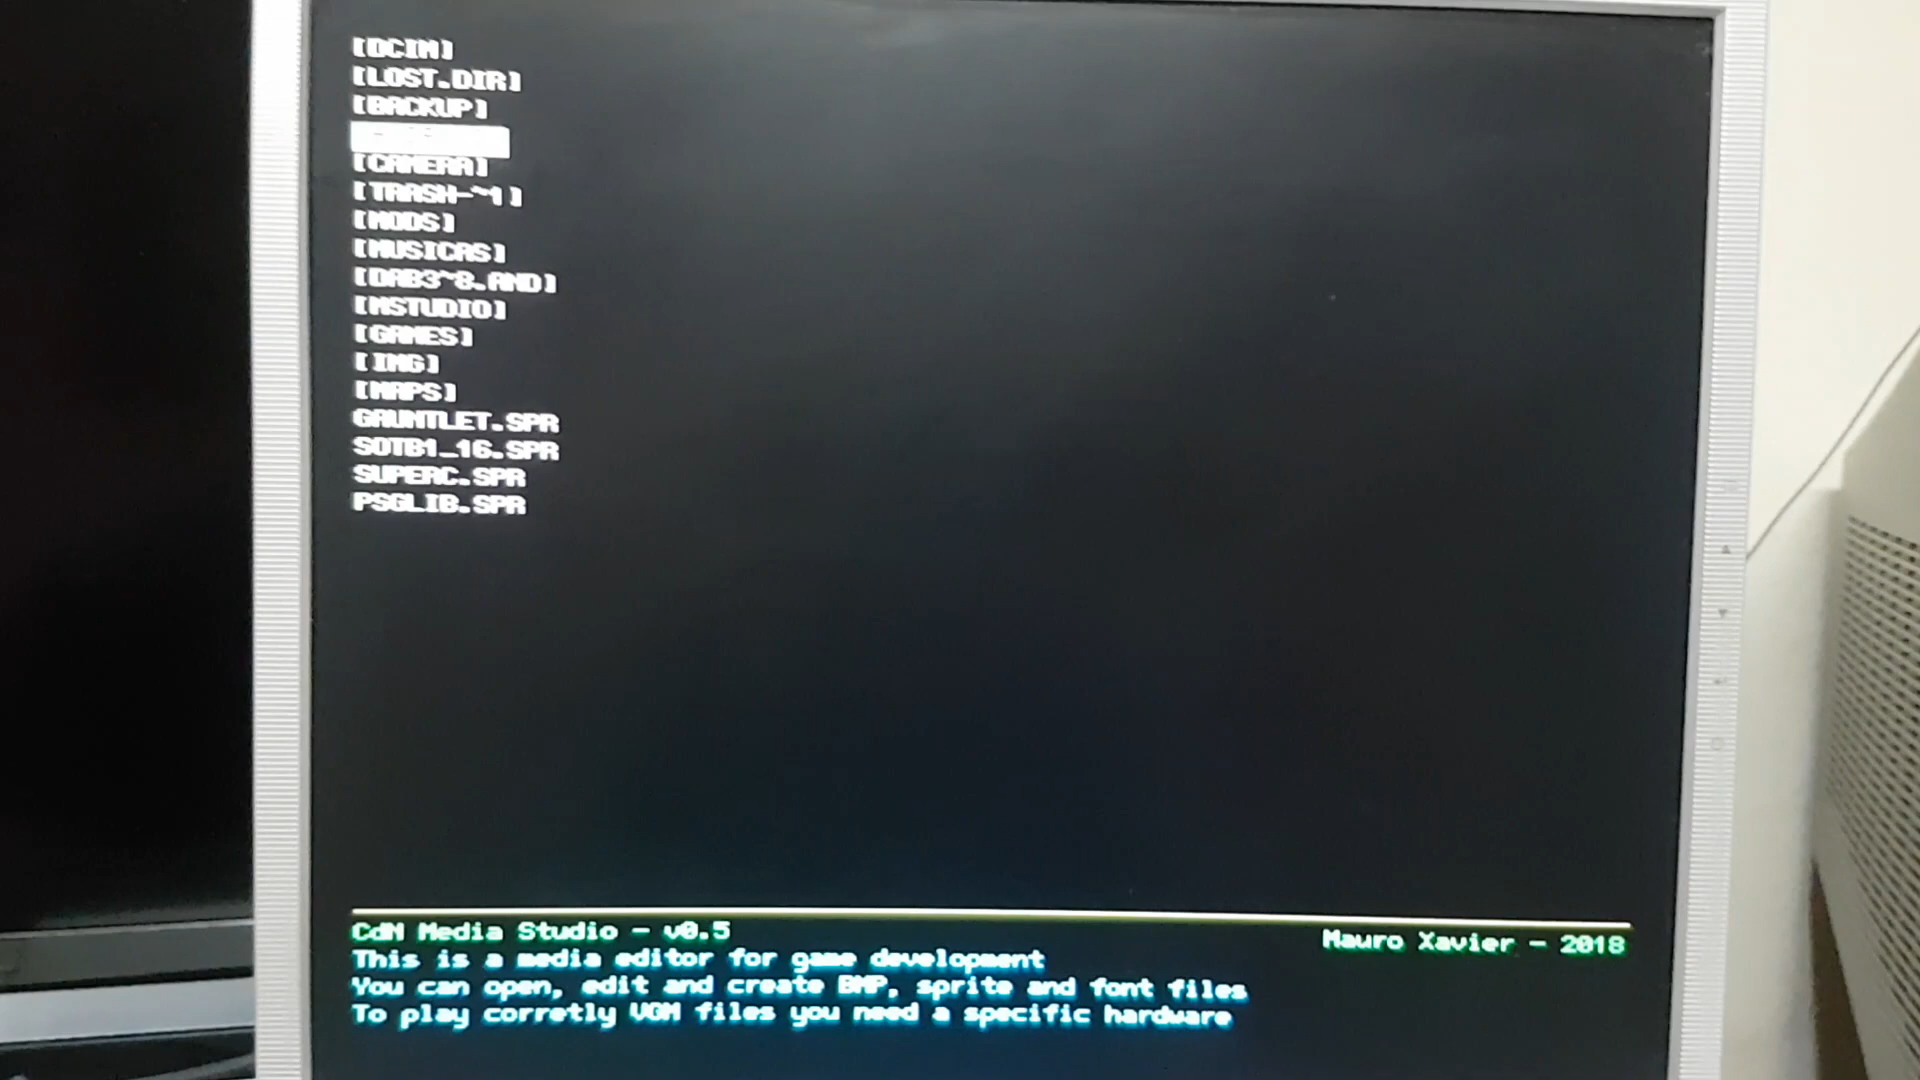 [DCIM]
[LOST.DIR]
[BACKUP]
[CAMERA]
[TRASH-~1]
[MODS]
[MUSICAS]
[DAB3~8.AND]
[MSTUDIO]
[GAMES]
[IMG]
[MAPS]
GAUNTLET.SPR
SOTB1_16.SPR
SUPERC.SPR
PSGLIB.SPR
CdN Media Studio - v0.5
Mauro Xavier - 2018
This is a media editor for game development
You can open, edit and create BMP, sprite and font files
To play corretly VGM files you need a specific hardware